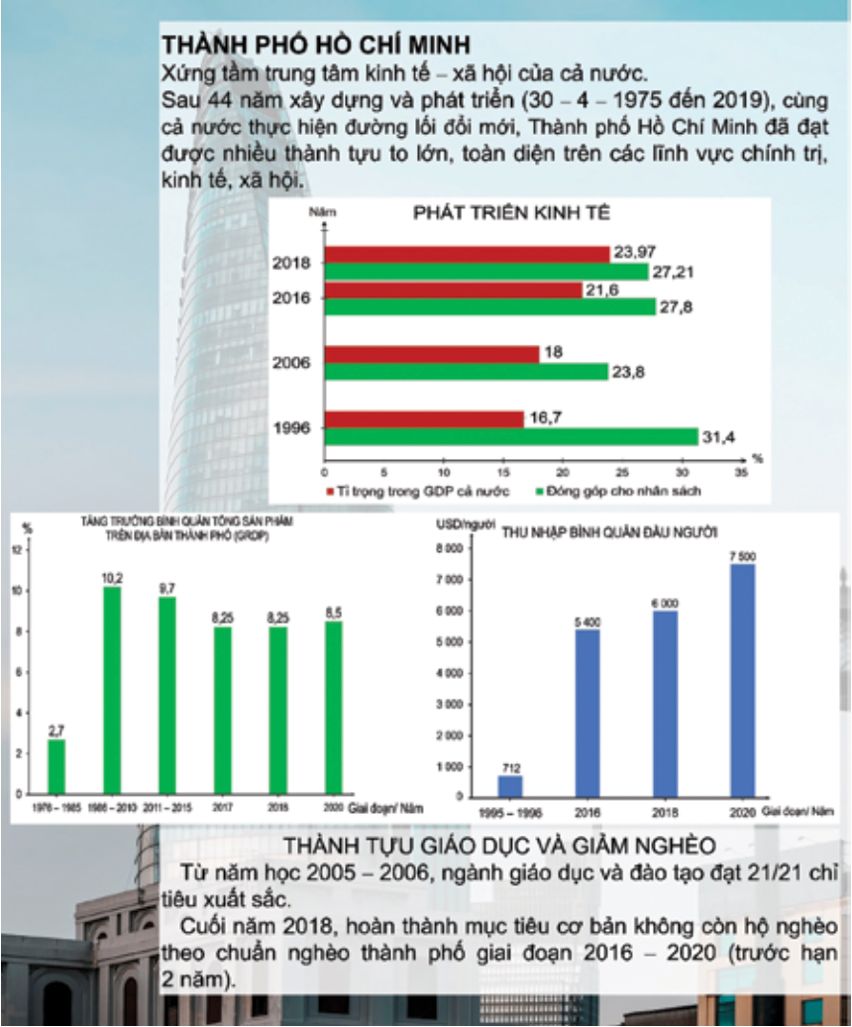 THÀNH PHỐ HỒ CHÍ MINH
Xứng tầm trung tâm kinh tế – xã hội của cả nước.
Sau 44 năm xây dựng và phát triển (30 – 4 – 1975 đến 2019), cùng
cả nước thực hiện đường lối đổi mới, Thành phố Hồ Chí Minh đã đạt
được nhiều thành tựu to lớn, toàn diện trên các lĩnh vực chính trị,
kinh tế, xã hội.
Năm
PHÁT TRIỂN KINH TẾ
2018
23,97
27,21
2016
21,6
27,8
2006
18
23,8
1996
16,7
31,4
%
0 5 10 15 20 25 30 35
Tỉ trọng trong GDP cả nước
Đóng góp cho nhân sách
TĂNG TRƯỞNG BÌNH QUÂN TỔNG SẢN PHẨM
TRÊN ĐỊA BÀN THÀNH PHỐ (GRDP)
%
12
10
8
6
4
2
0
2,7
10,2
9,7
8,25
8,25
8,5
1976 – 1985 1986 – 2010 2011 – 2015 2017 2018 2000 Giai đoạn/ Năm
USD/người
THU NHẬP BÌNH QUÂN ĐẦU NGƯỜI
8 000
7 000
6 000
5 000
4 000
3 000
2 000
1 000
0
712
5 400
6 000
7 500
1995 – 1996 2016 2018 2020 Giai đoạn/ Năm
THÀNH TỰU GIÁO DỤC VÀ GIẢM NGHÈO
Từ năm học 2005 – 2006, ngành giáo dục và đào tạo đạt 21/21 chỉ
tiêu xuất sắc.
Cuối năm 2018, hoàn thành mục tiêu cơ bản không còn hộ nghèo
theo chuẩn nghèo thành phố giai đoạn 2016 – 2020 (trước hạn
2 năm).